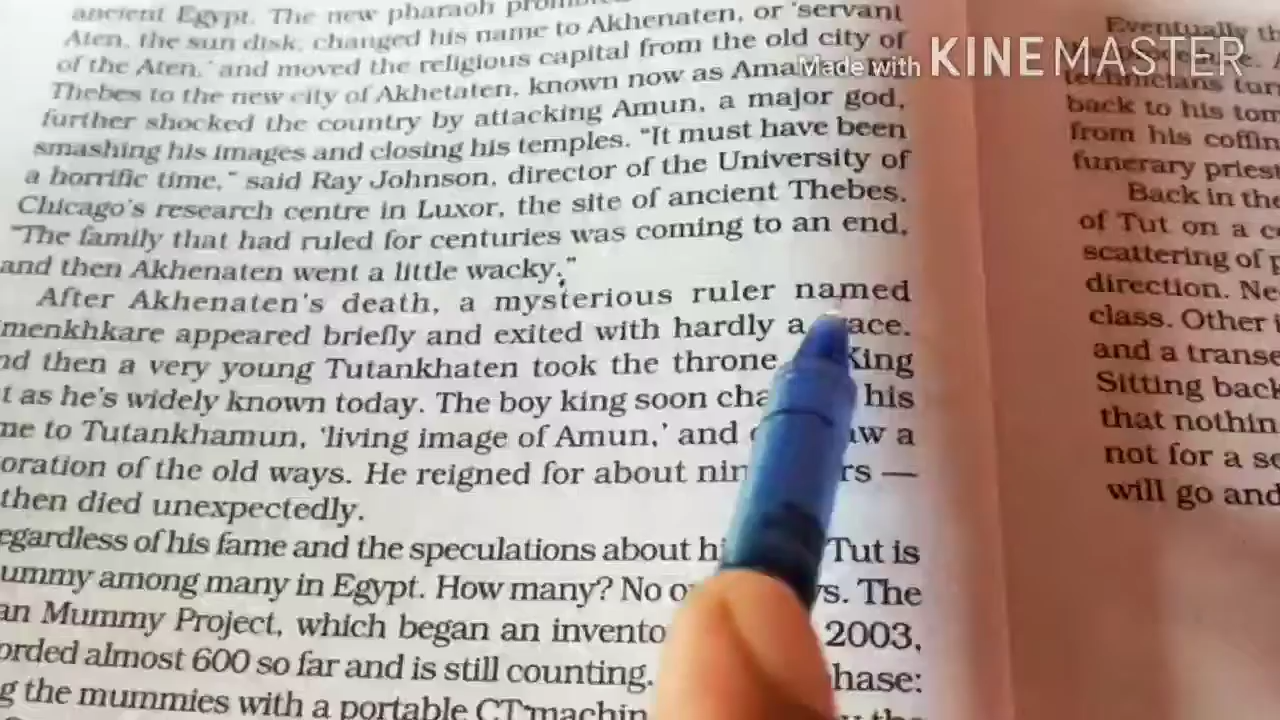 ancient Egypt. The new pharaoh
Aten, the sun disk, changed his name to Akhenaten, or 'servant
of the Aten,' and moved the religious capital from the old city of
Thebes to the new city of Akhetaten, known now as
further shocked the country by attacking Amun, a major god,
smashing his images and closing his temples. "It must have been
a horrific time," said Ray Johnson, director of the University of
Chicago's research centre in Luxor, the site of ancient Thebes.
"The family that had ruled for centuries was coming to an end,
and then Akhenaten went a little wacky."
After Akhenaten's death, a mysterious ruler named
menkhkare appeared briefly and exited with hardly a ace.
nd then a very young Tutankhaten took the throne King
t as he's widely known today. The boy king soon cha his
me to Tutankhamun, 'living image of Amun,' and w a
oration of the old ways. He reigned for about nin rs —
then died unexpectedly.
egardless of his fame and the speculations about hi Tut is
ummy among many in Egypt. How many? No o s. The
an Mummy Project, which began an invento 2003,
orded almost 600 so far and is still counting. hase:
g the mummies with a portable CT machin
Made with KINEMASTER
Eventually th
technicians turn
back to his tom
from his coffin
funerary priest
Back in the
of Tut on a c
scattering of p
direction. Ne
class. Other
and a transe
Sitting back
that nothin
not for a se
will go and